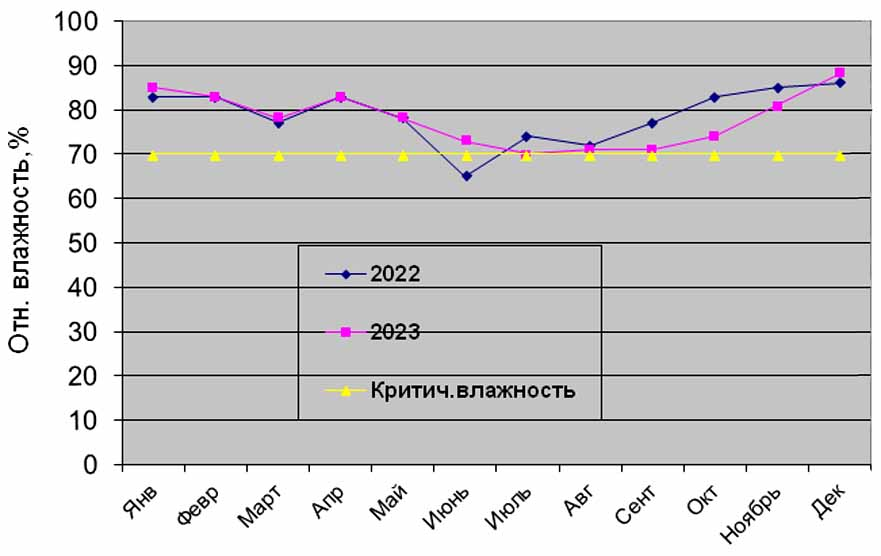 100
90
80
70
60
50
40
30
20
10
0
Отн. влажность,%
2022
2023
Критич.влажность
Янв
Февр
Март
Апр
Май
Июнь
Июль
Авг
Сент
Окт
Ноябрь
Дек